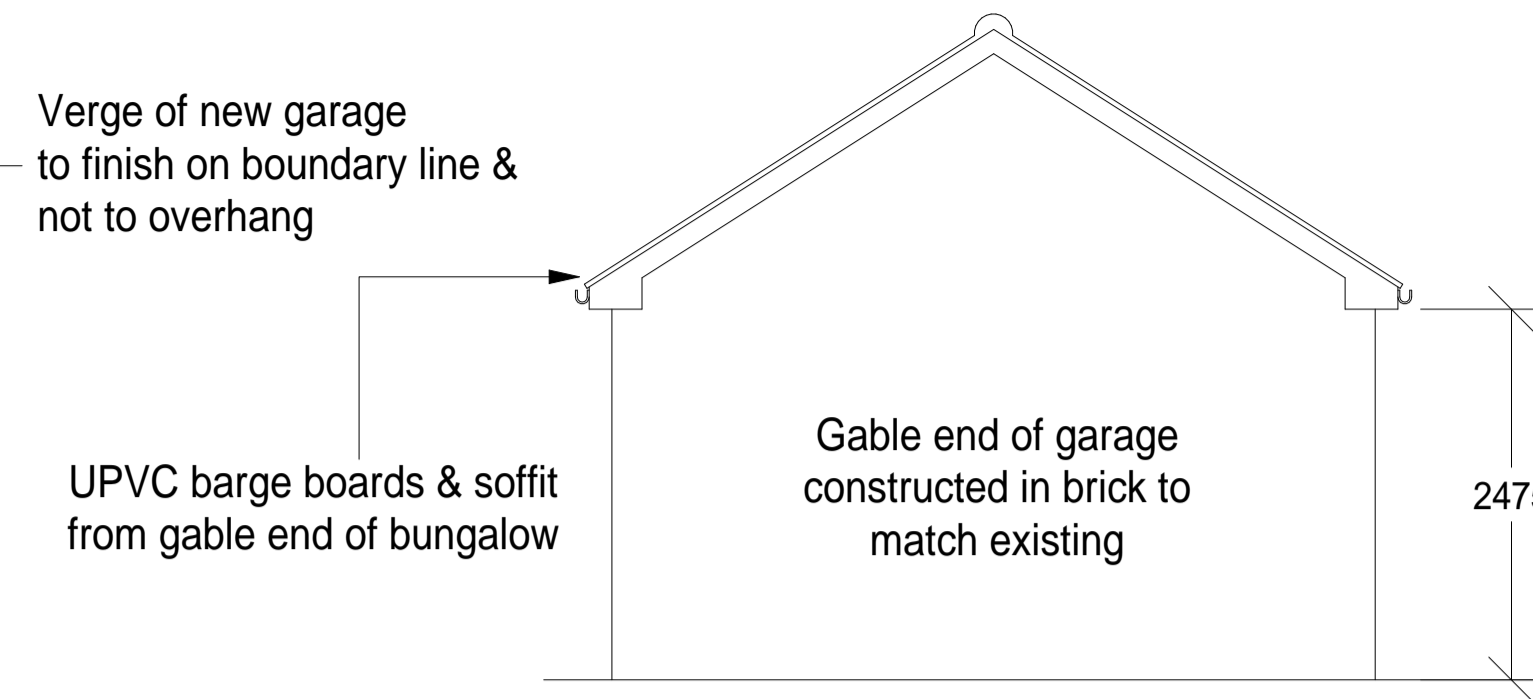 Verge of new garage
to finish on boundary line &
not to overhang
UPVC barge boards & soffit
from gable end of bungalow
Gable end of garage
constructed in brick to
match existing